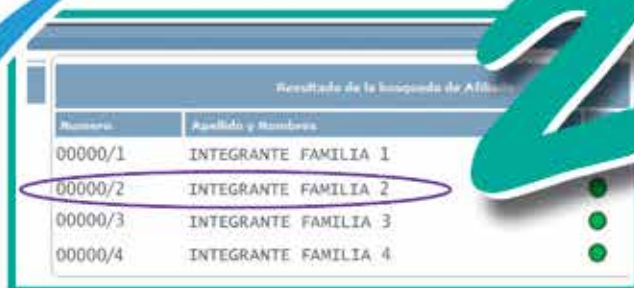 2
Resultado de la busqueda de
Numero Apellido y Nombres
00000/1 INTEGRANTE FAMILIA 1
00000/2 INTEGRANTE FAMILIA 2
00000/3 INTEGRANTE FAMILIA 3
00000/4 INTEGRANTE FAMILIA 4